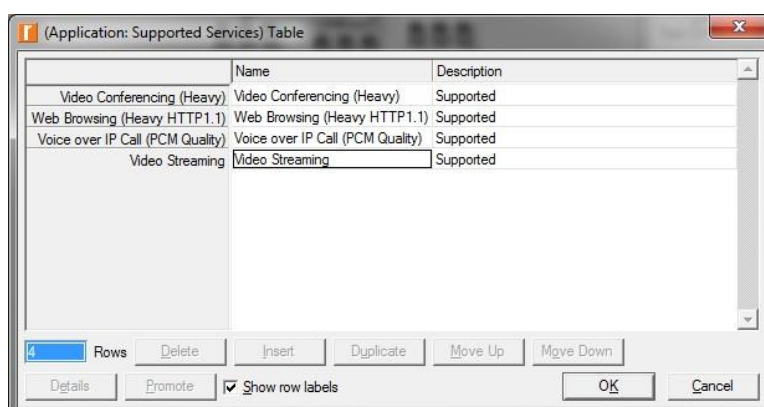 (Application: Supported Services) Table
Name Description
Video Conferencing (Heavy) Video Conferencing (Heavy) Supported
Web Browsing (Heavy HTTP1.1) Web Browsing (Heavy HTTP1.1) Supported
Voice over IP Call (PCM Quality) Voice over IP Call (PCM Quality) Supported
Video Streaming Video Streaming Supported
4 Rows Delete Insert Duplicate Move Up Move Down
Details Promote Show row labels OK Cancel